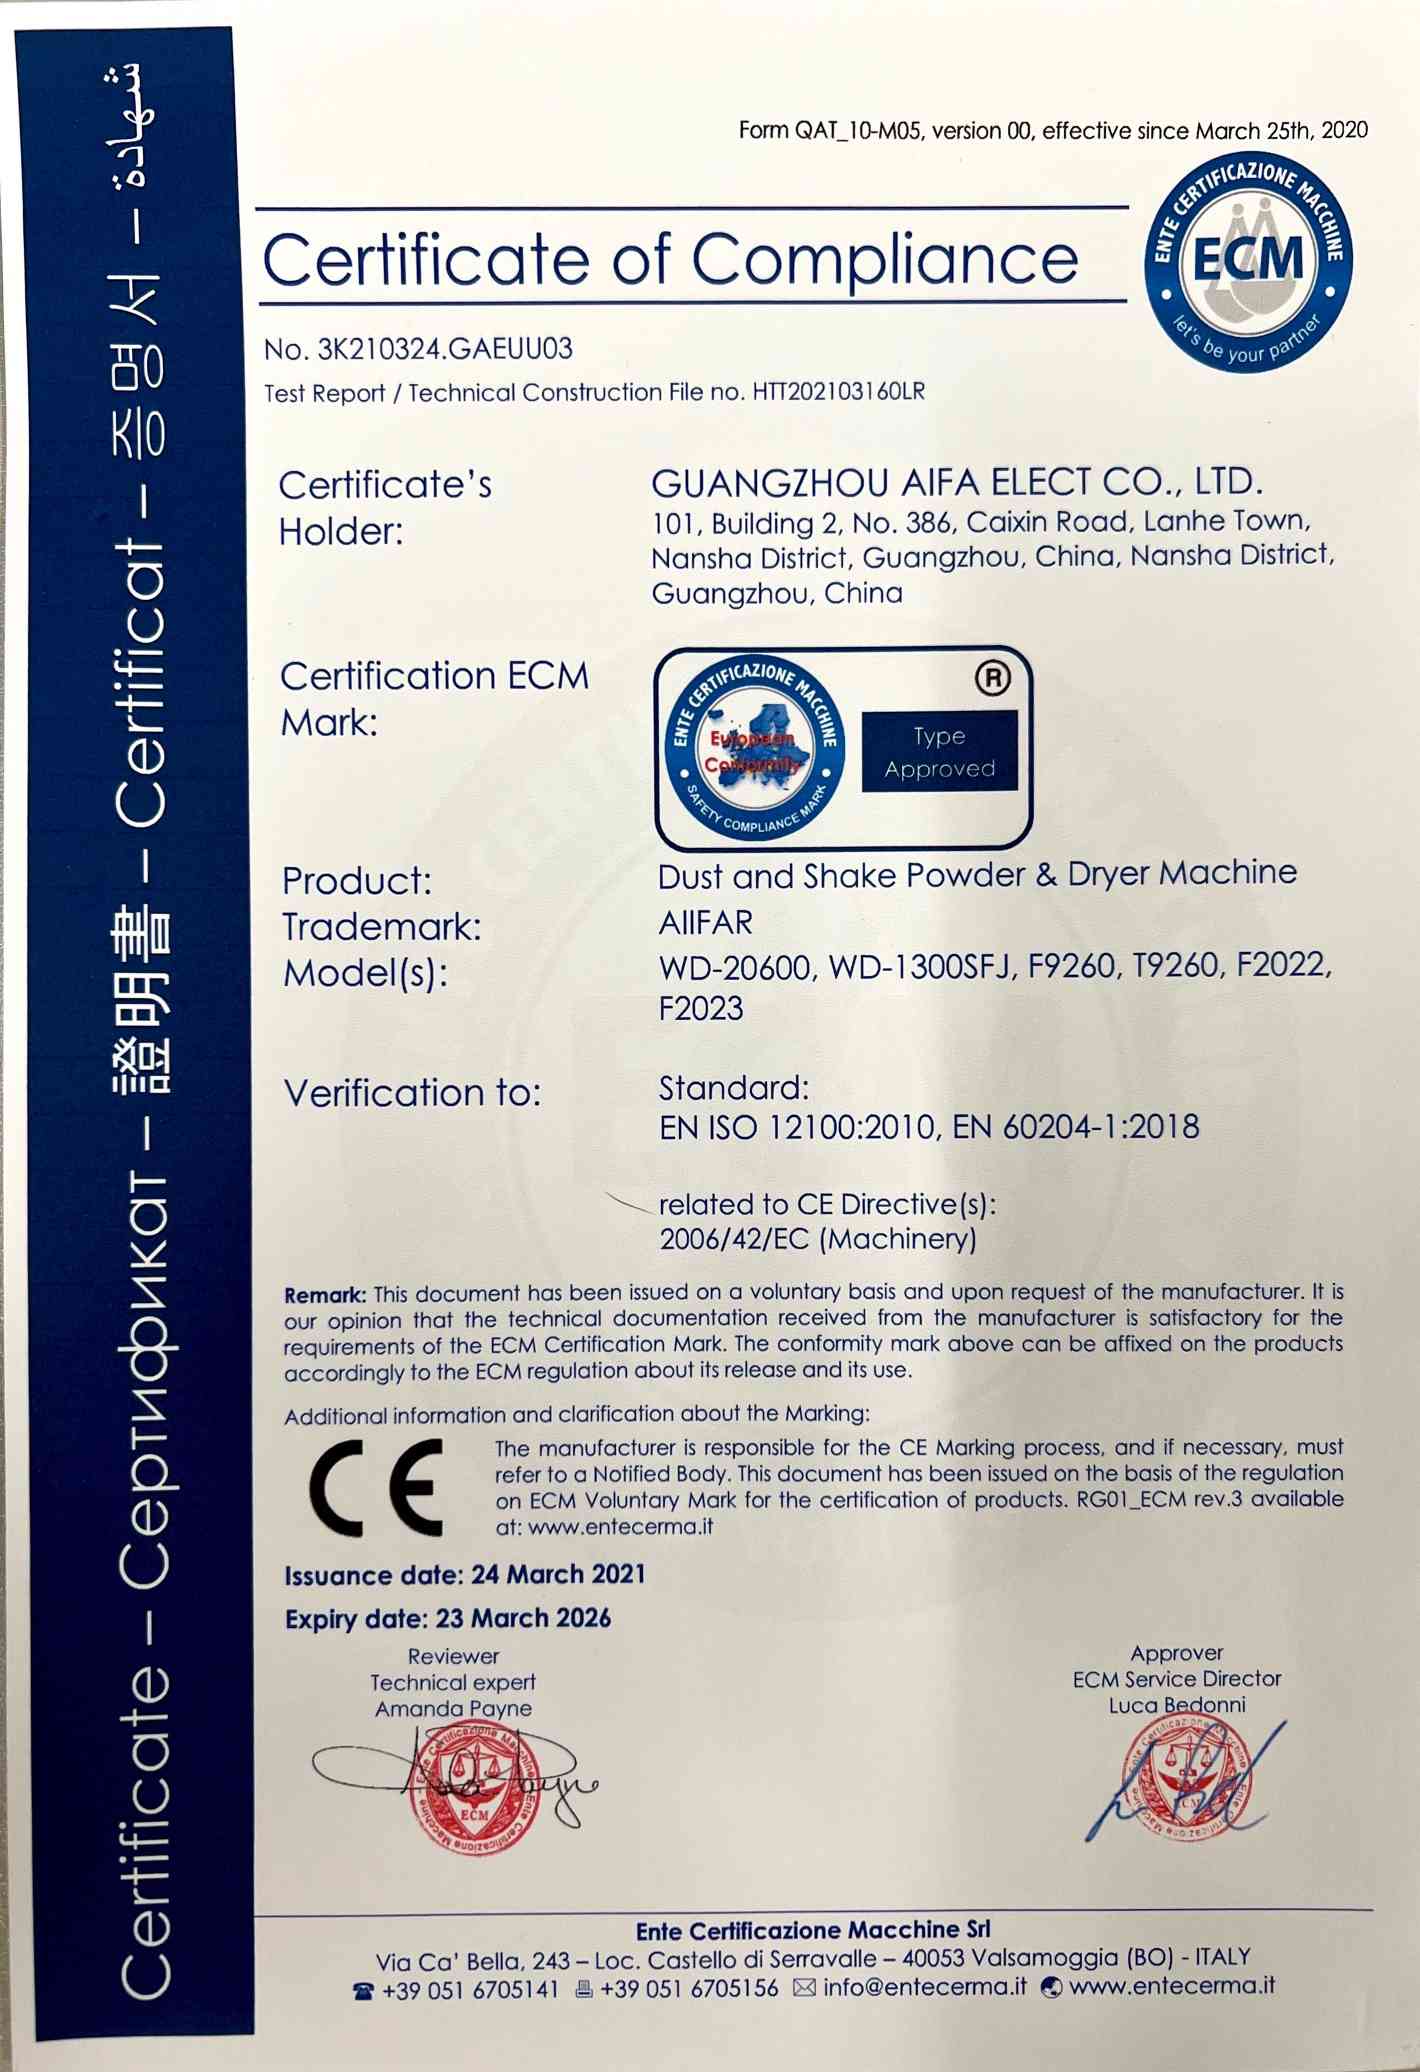 Form QAT_10-M05, version 00, effective since March 25th, 2020
ENTE CERTIFICAZIONE MACCHINE
ECM
let's be your partner
Certificate of Compliance
No. 3K210324.GAEUU03
Test Report / Technical Construction File no. HTT202103160LR
Certificate's
Holder:
GUANGZHOU AIFA ELECT CO., LTD.
101, Building 2, No. 386, Caixin Road, Lanhe Town,
Nansha District, Guangzhou, China, Nansha District,
Guangzhou, China
Certification ECM
Mark:
ENTE CERTIFICAZIONE MACCHINE
European
Conformity
SAFETY COMPLIANCE MARK
®
Type
Approved
Product:
Dust and Shake Powder & Dryer Machine
Trademark:
AIIFAR
Model(s):
WD-20600, WD-1300SFJ, F9260, T9260, F2022,
F2023
Verification to:
Standard:
EN ISO 12100:2010, EN 60204-1:2018
related to CE Directive(s):
2006/42/EC (Machinery)
Remark: This document has been issued on a voluntary basis and upon request of the manufacturer. It is
our opinion that the technical documentation received from the manufacturer is satisfactory for the
requirements of the ECM Certification Mark. The conformity mark above can be affixed on the products
accordingly to the ECM regulation about its release and its use.
Additional information and clarification about the Marking:
CE
The manufacturer is responsible for the CE Marking process, and if necessary, must
refer to a Notified Body. This document has been issued on the basis of the regulation
on ECM Voluntary Mark for the certification of products. RG01_ECM rev.3 available
at: www.entecerma.it
Issuance date: 24 March 2021
Expiry date: 23 March 2026
Reviewer
Technical expert
Amanda Payne
Approver
ECM Service Director
Luca Bedonni
Ente Certificazione Macchine
ECM
Ente Certificazione Macchine Srl
Via Ca' Bella, 243 – Loc. Castello di Serravalle – 40053 Valsamoggia (BO) - ITALY
☎ +39 051 6705141 +39 051 6705156 ✉ info@entecerma.it www.entecerma.it
Certificate – Сертификат – 證明書 – Certificat – 증명서 – شهادة